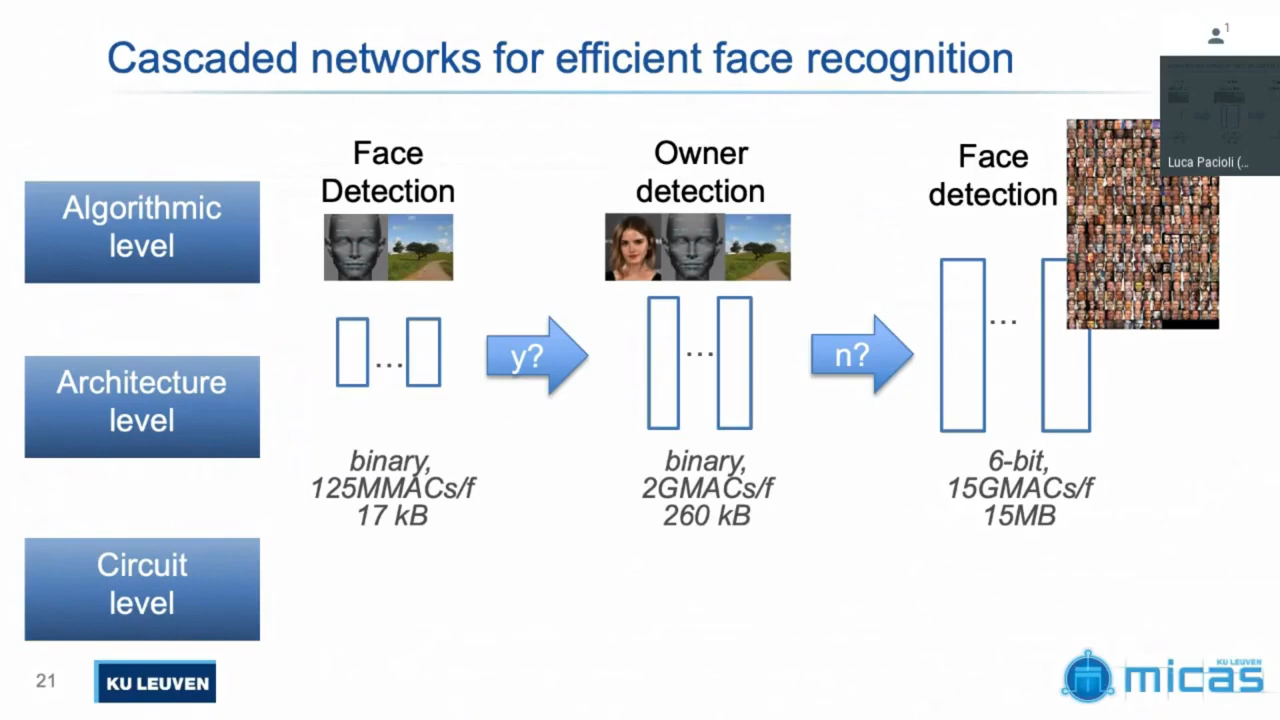 Cascaded networks for efficient face recognition
1
Luca Pacioli (...
Algorithmic
level
Face
Detection
Owner
detection
Face
detection
Architecture
level
...
y?
...
n?
...
binary,
125MMACs/f
17 kB
binary,
2GMACs/f
260 kB
6-bit,
15GMACs/f
15MB
Circuit
level
21
KU LEUVEN
KU LEUVEN
micas